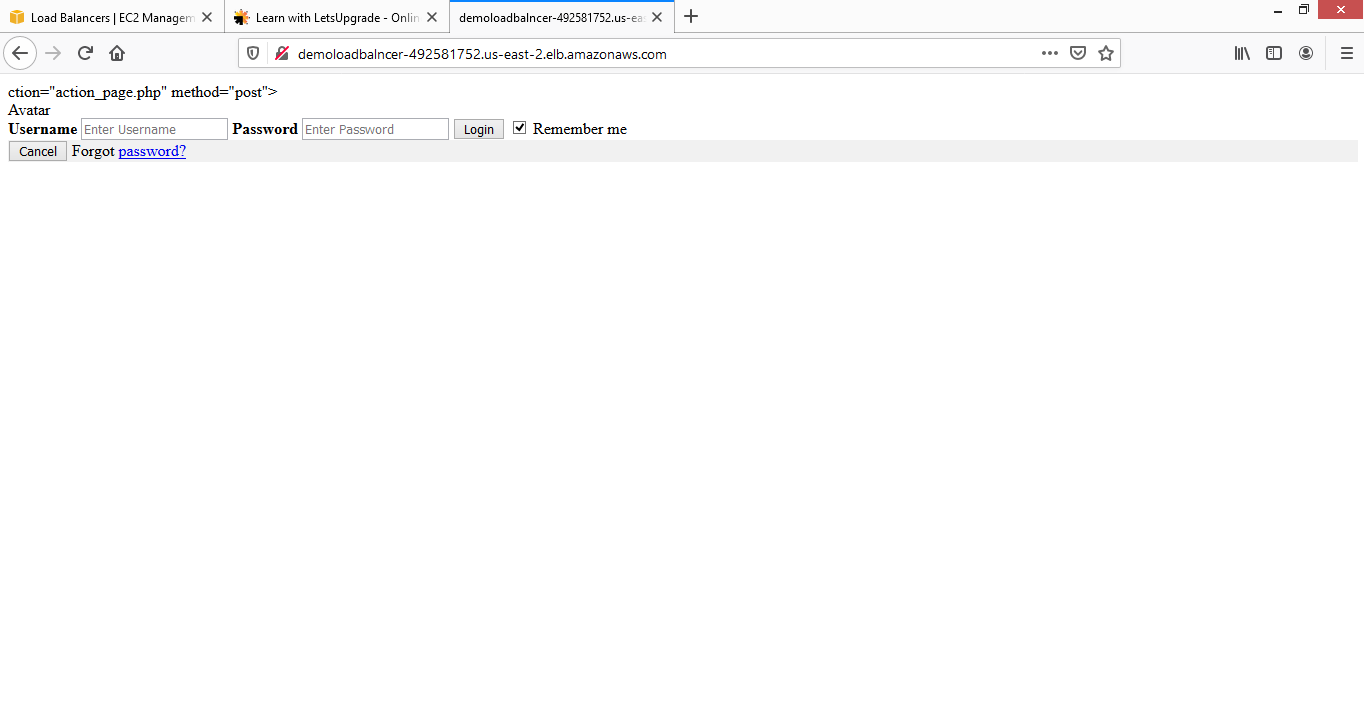 Load Balancers | EC2 Managem
Learn with LetsUpgrade - Onlin
demoloadbalncer-492581752.us-ea
demoloadbalncer-492581752.us-east-2.elb.amazonaws.com
ction="action_page.php" method="post">
Avatar
Username Enter Username Password Enter Password Login Remember me
Cancel Forgot password?